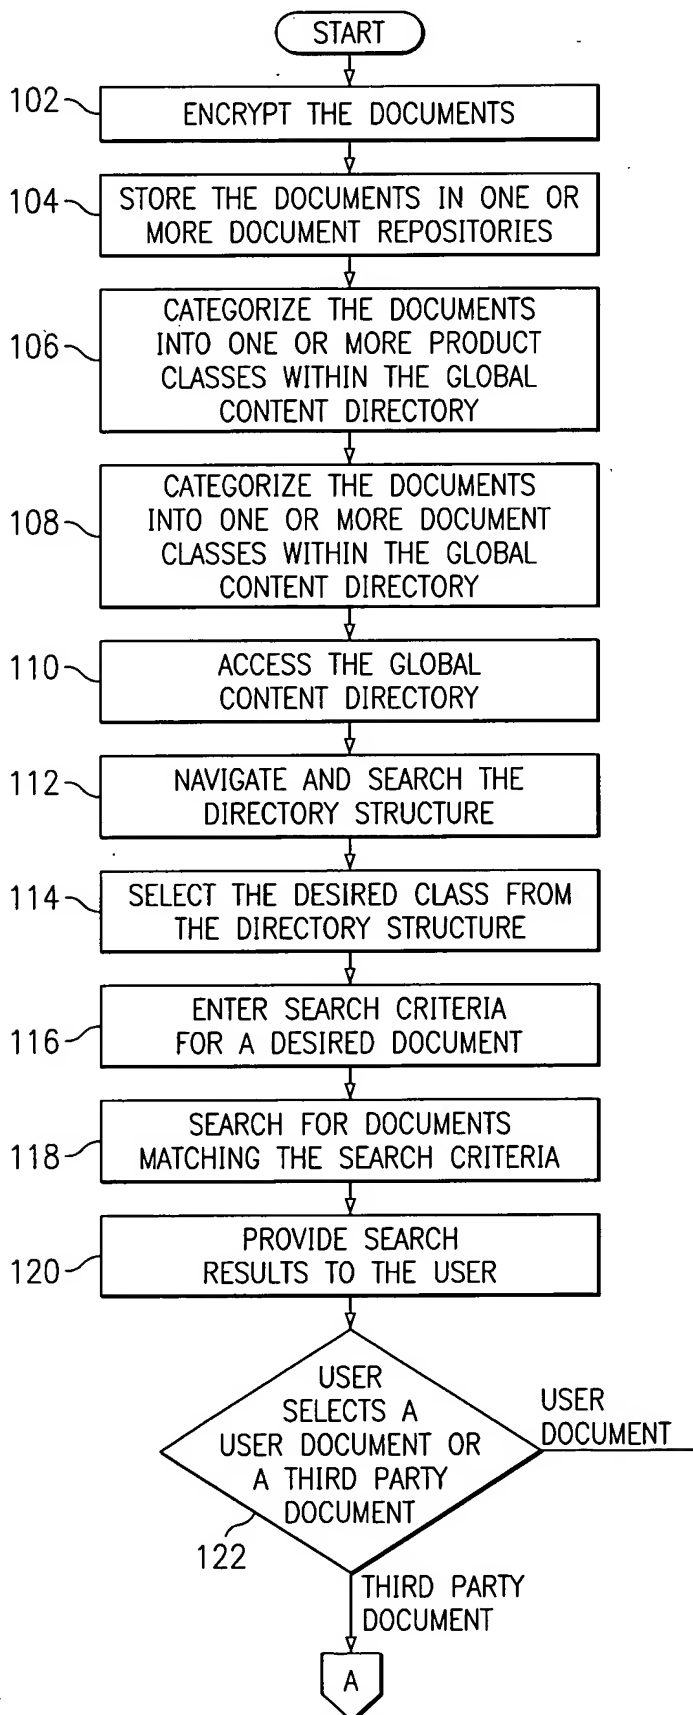 START
102
ENCRYPT THE DOCUMENTS
104
STORE THE DOCUMENTS IN ONE OR
MORE DOCUMENT REPOSITORIES
106
CATEGORIZE THE DOCUMENTS
INTO ONE OR MORE PRODUCT
CLASSES WITHIN THE GLOBAL
CONTENT DIRECTORY
108
CATEGORIZE THE DOCUMENTS
INTO ONE OR MORE DOCUMENT
CLASSES WITHIN THE GLOBAL
CONTENT DIRECTORY
110
ACCESS THE GLOBAL
CONTENT DIRECTORY
112
NAVIGATE AND SEARCH THE
DIRECTORY STRUCTURE
114
SELECT THE DESIRED CLASS FROM
THE DIRECTORY STRUCTURE
116
ENTER SEARCH CRITERIA
FOR A DESIRED DOCUMENT
118
SEARCH FOR DOCUMENTS
MATCHING THE SEARCH CRITERIA
120
PROVIDE SEARCH
RESULTS TO THE USER
USER
SELECTS A
USER DOCUMENT OR
A THIRD PARTY
DOCUMENT
122
USER
DOCUMENT
THIRD PARTY
DOCUMENT
A